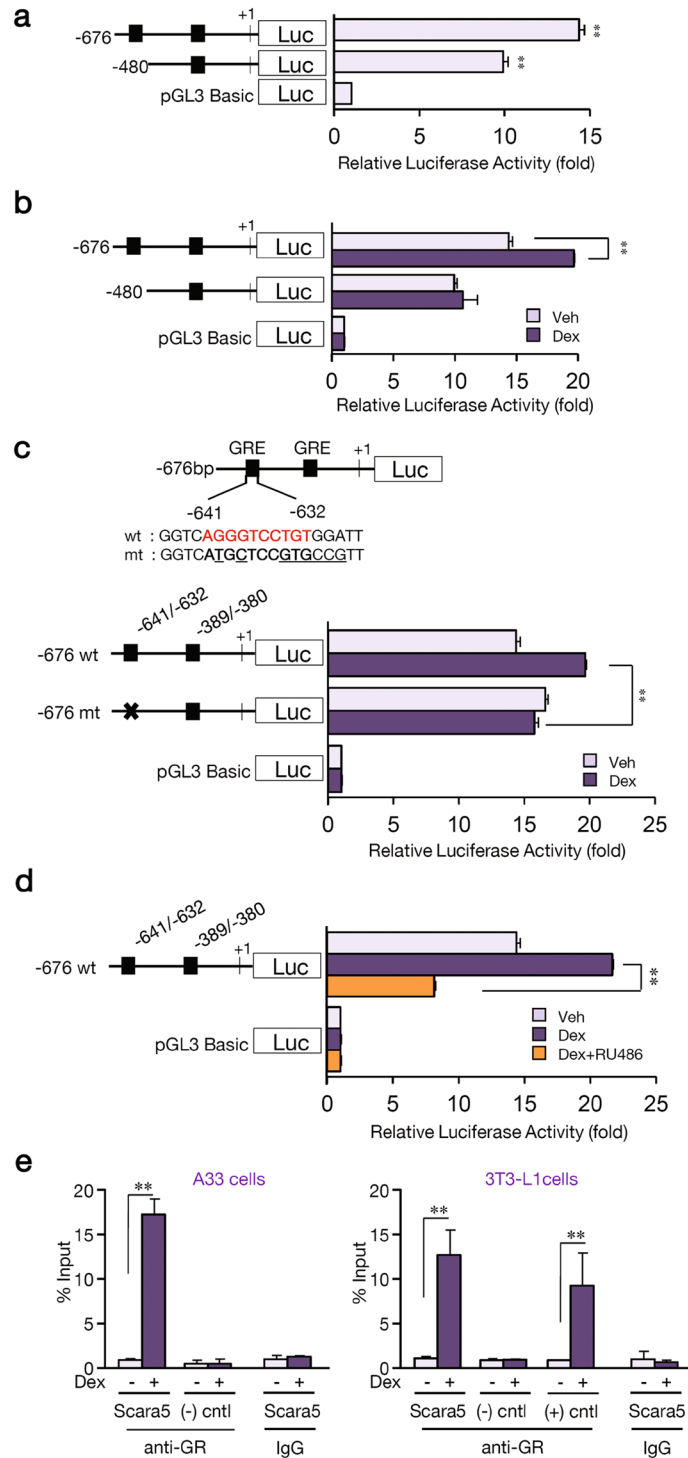 a
+1
-676
Luc
**
-480
Luc
**
pGL3 Basic
Luc
0 5 10 15
Relative Luciferase Activity (fold)
b
+1
-676
Luc
**
-480
Luc
Veh
Dex
pGL3 Basic
Luc
0 5 10 15 20
Relative Luciferase Activity (fold)
c
GRE GRE +1
-676bp
Luc
-641 -632
wt : GGTCAGGGTCCTGTGGATT
mt : GGTCATGCTCCGTGCCGTT
-641/-632
-389/-380
+1
-676 wt
Luc
**
-676 mt
Luc
pGL3 Basic
Luc
Veh
Dex
0 5 10 15 20 25
Relative Luciferase Activity (fold)
d
-641/-632
-389/-380
+1
-676 wt
Luc
**
pGL3 Basic
Luc
Veh
Dex
Dex+RU486
0 5 10 15 20 25
Relative Luciferase Activity (fold)
e
A33 cells
% Input
20
15
10
5
0
**
Dex - + - + - +
Scara5 (-) cntl Scara5
anti-GR IgG
3T3-L1cells
% Input
20
15
10
5
0
**
**
Dex - + - + - + - +
Scara5 (-) cntl (+) cntl Scara5
anti-GR IgG